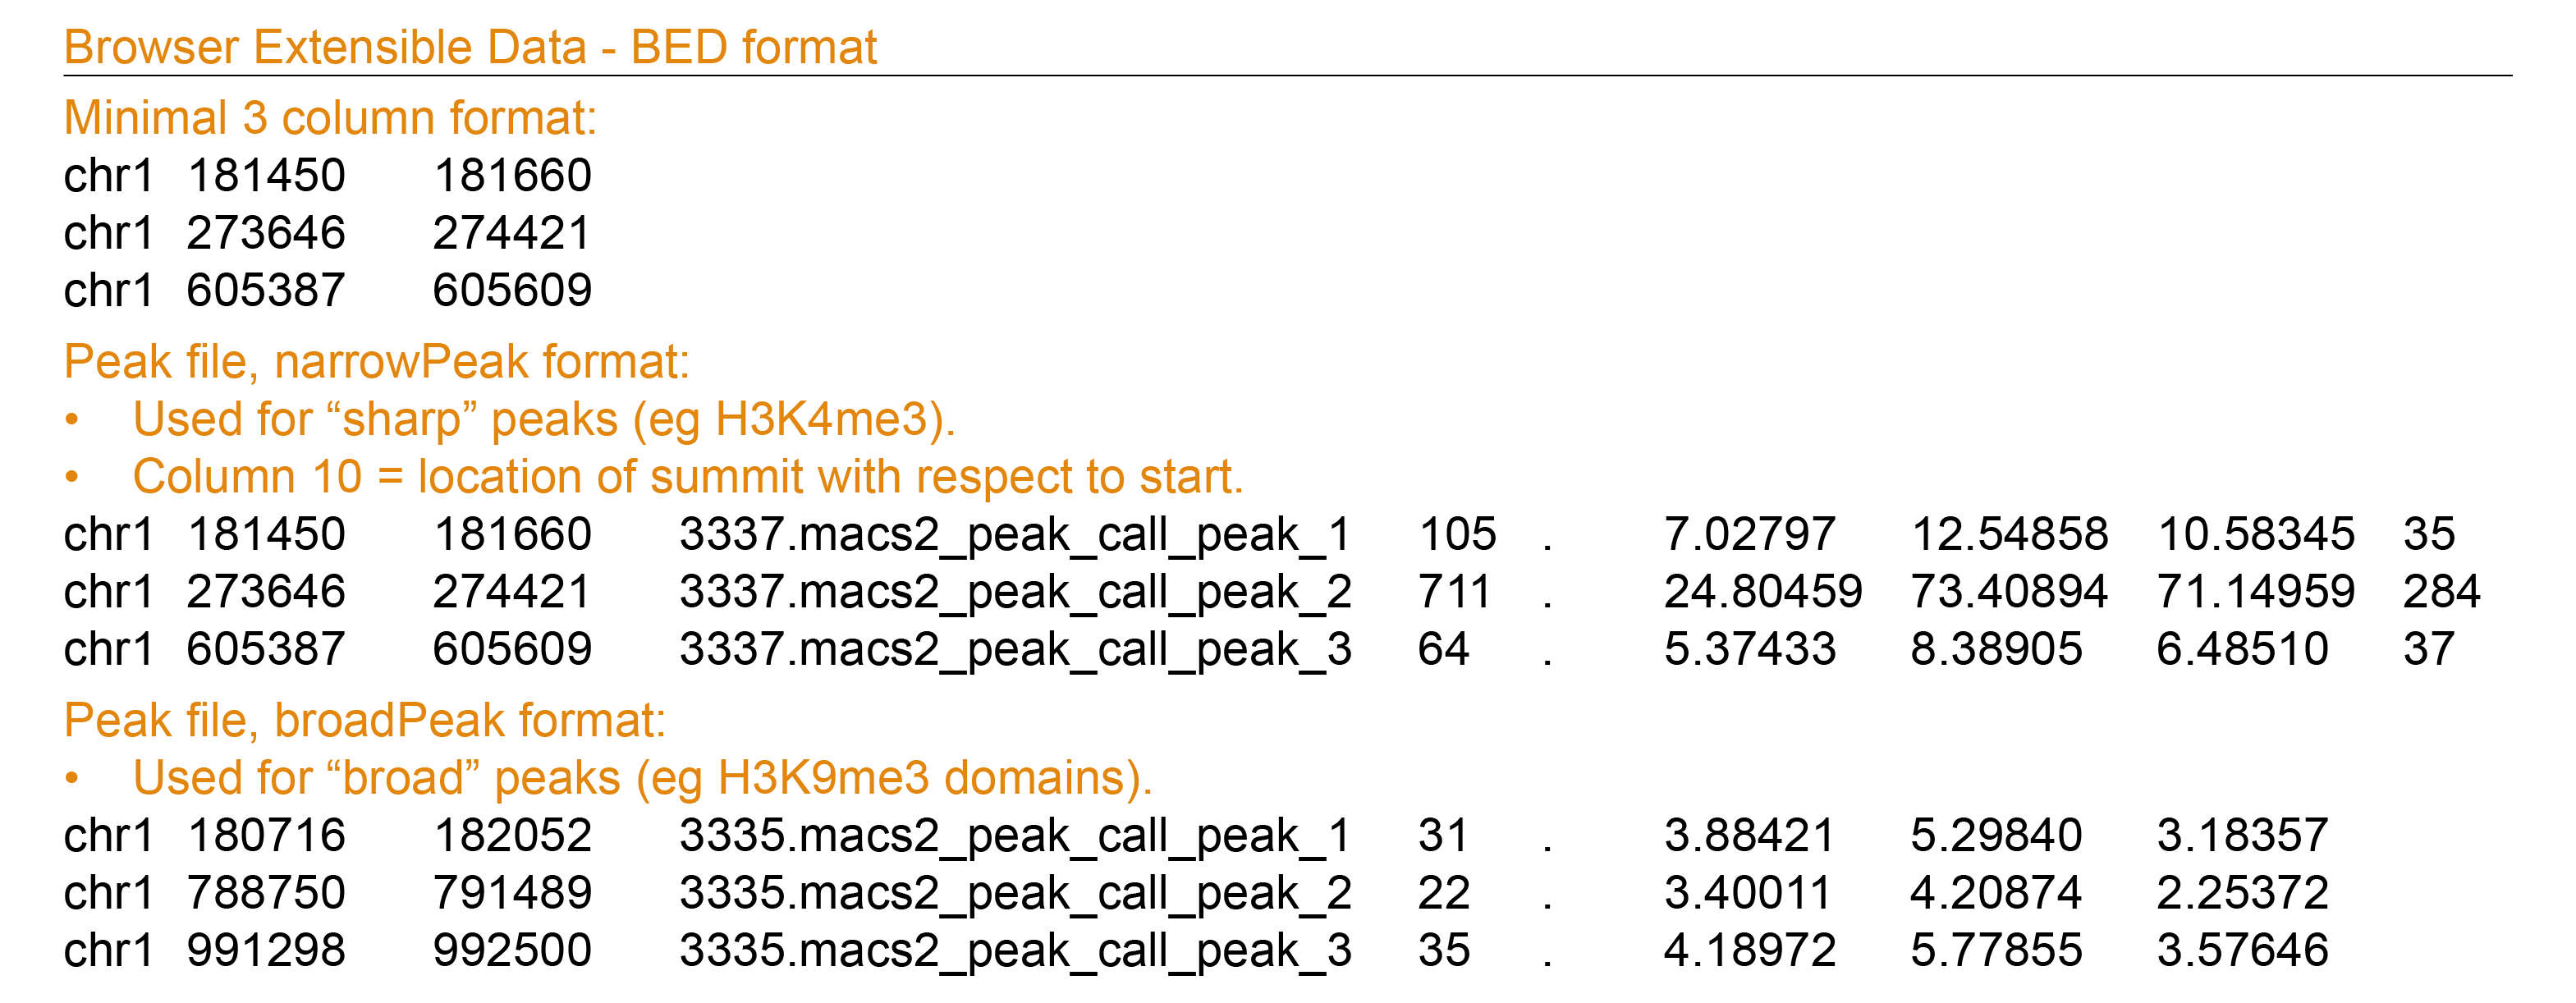 Browser Extensible Data - BED format
Minimal 3 column format:
chr1 181450 181660
chr1 273646 274421
chr1 605387 605609
Peak file, narrowPeak format:
• Used for “sharp” peaks (eg H3K4me3).
• Column 10 = location of summit with respect to start.
chr1 181450 181660 3337.macs2_peak_call_peak_1 105 . 7.02797 12.54858 10.58345 35
chr1 273646 274421 3337.macs2_peak_call_peak_2 711 . 24.80459 73.40894 71.14959 284
chr1 605387 605609 3337.macs2_peak_call_peak_3 64 . 5.37433 8.38905 6.48510 37
Peak file, broadPeak format:
• Used for “broad” peaks (eg H3K9me3 domains).
chr1 180716 182052 3335.macs2_peak_call_peak_1 31 . 3.88421 5.29840 3.18357
chr1 788750 791489 3335.macs2_peak_call_peak_2 22 . 3.40011 4.20874 2.25372
chr1 991298 992500 3335.macs2_peak_call_peak_3 35 . 4.18972 5.77855 3.57646